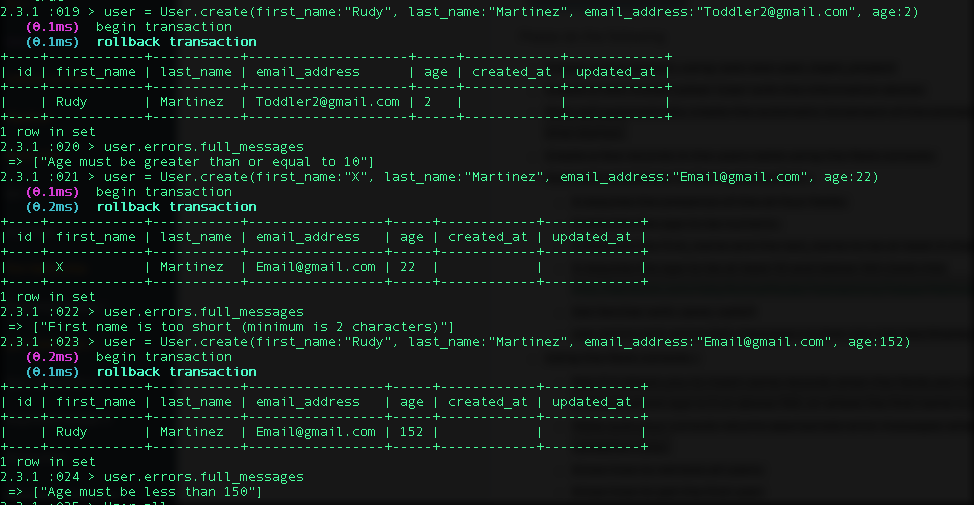 2.3.1 :019 > user = User.create(first_name:"Rudy", last_name:"Martinez", email_address:"Toddler2@gmail.com", age:2)
   (0.1ms)  begin transaction
   (0.1ms)  rollback transaction
+----+------------+-----------+--------------------+-----+------------+------------+
| id | first_name | last_name | email_address      | age | created_at | updated_at |
+----+------------+-----------+--------------------+-----+------------+------------+
|    | Rudy       | Martinez  | Toddler2@gmail.com | 2   |            |            |
+----+------------+-----------+--------------------+-----+------------+------------+
1 row in set
2.3.1 :020 > user.errors.full_messages
 => ["Age must be greater than or equal to 10"]
2.3.1 :021 > user = User.create(first_name:"X", last_name:"Martinez", email_address:"Email@gmail.com", age:22)
   (0.1ms)  begin transaction
   (0.2ms)  rollback transaction
+----+------------+-----------+-----------------+-----+------------+------------+
| id | first_name | last_name | email_address   | age | created_at | updated_at |
+----+------------+-----------+-----------------+-----+------------+------------+
|    | X          | Martinez  | Email@gmail.com | 22  |            |            |
+----+------------+-----------+-----------------+-----+------------+------------+
1 row in set
2.3.1 :022 > user.errors.full_messages
 => ["First name is too short (minimum is 2 characters)"]
2.3.1 :023 > user = User.create(first_name:"Rudy", last_name:"Martinez", email_address:"Email@gmail.com", age:152)
   (0.2ms)  begin transaction
   (0.1ms)  rollback transaction
+----+------------+-----------+-----------------+-----+------------+------------+
| id | first_name | last_name | email_address   | age | created_at | updated_at |
+----+------------+-----------+-----------------+-----+------------+------------+
|    | Rudy       | Martinez  | Email@gmail.com | 152 |            |            |
+----+------------+-----------+-----------------+-----+------------+------------+
1 row in set
2.3.1 :024 > user.errors.full_messages
 => ["Age must be less than 150"]